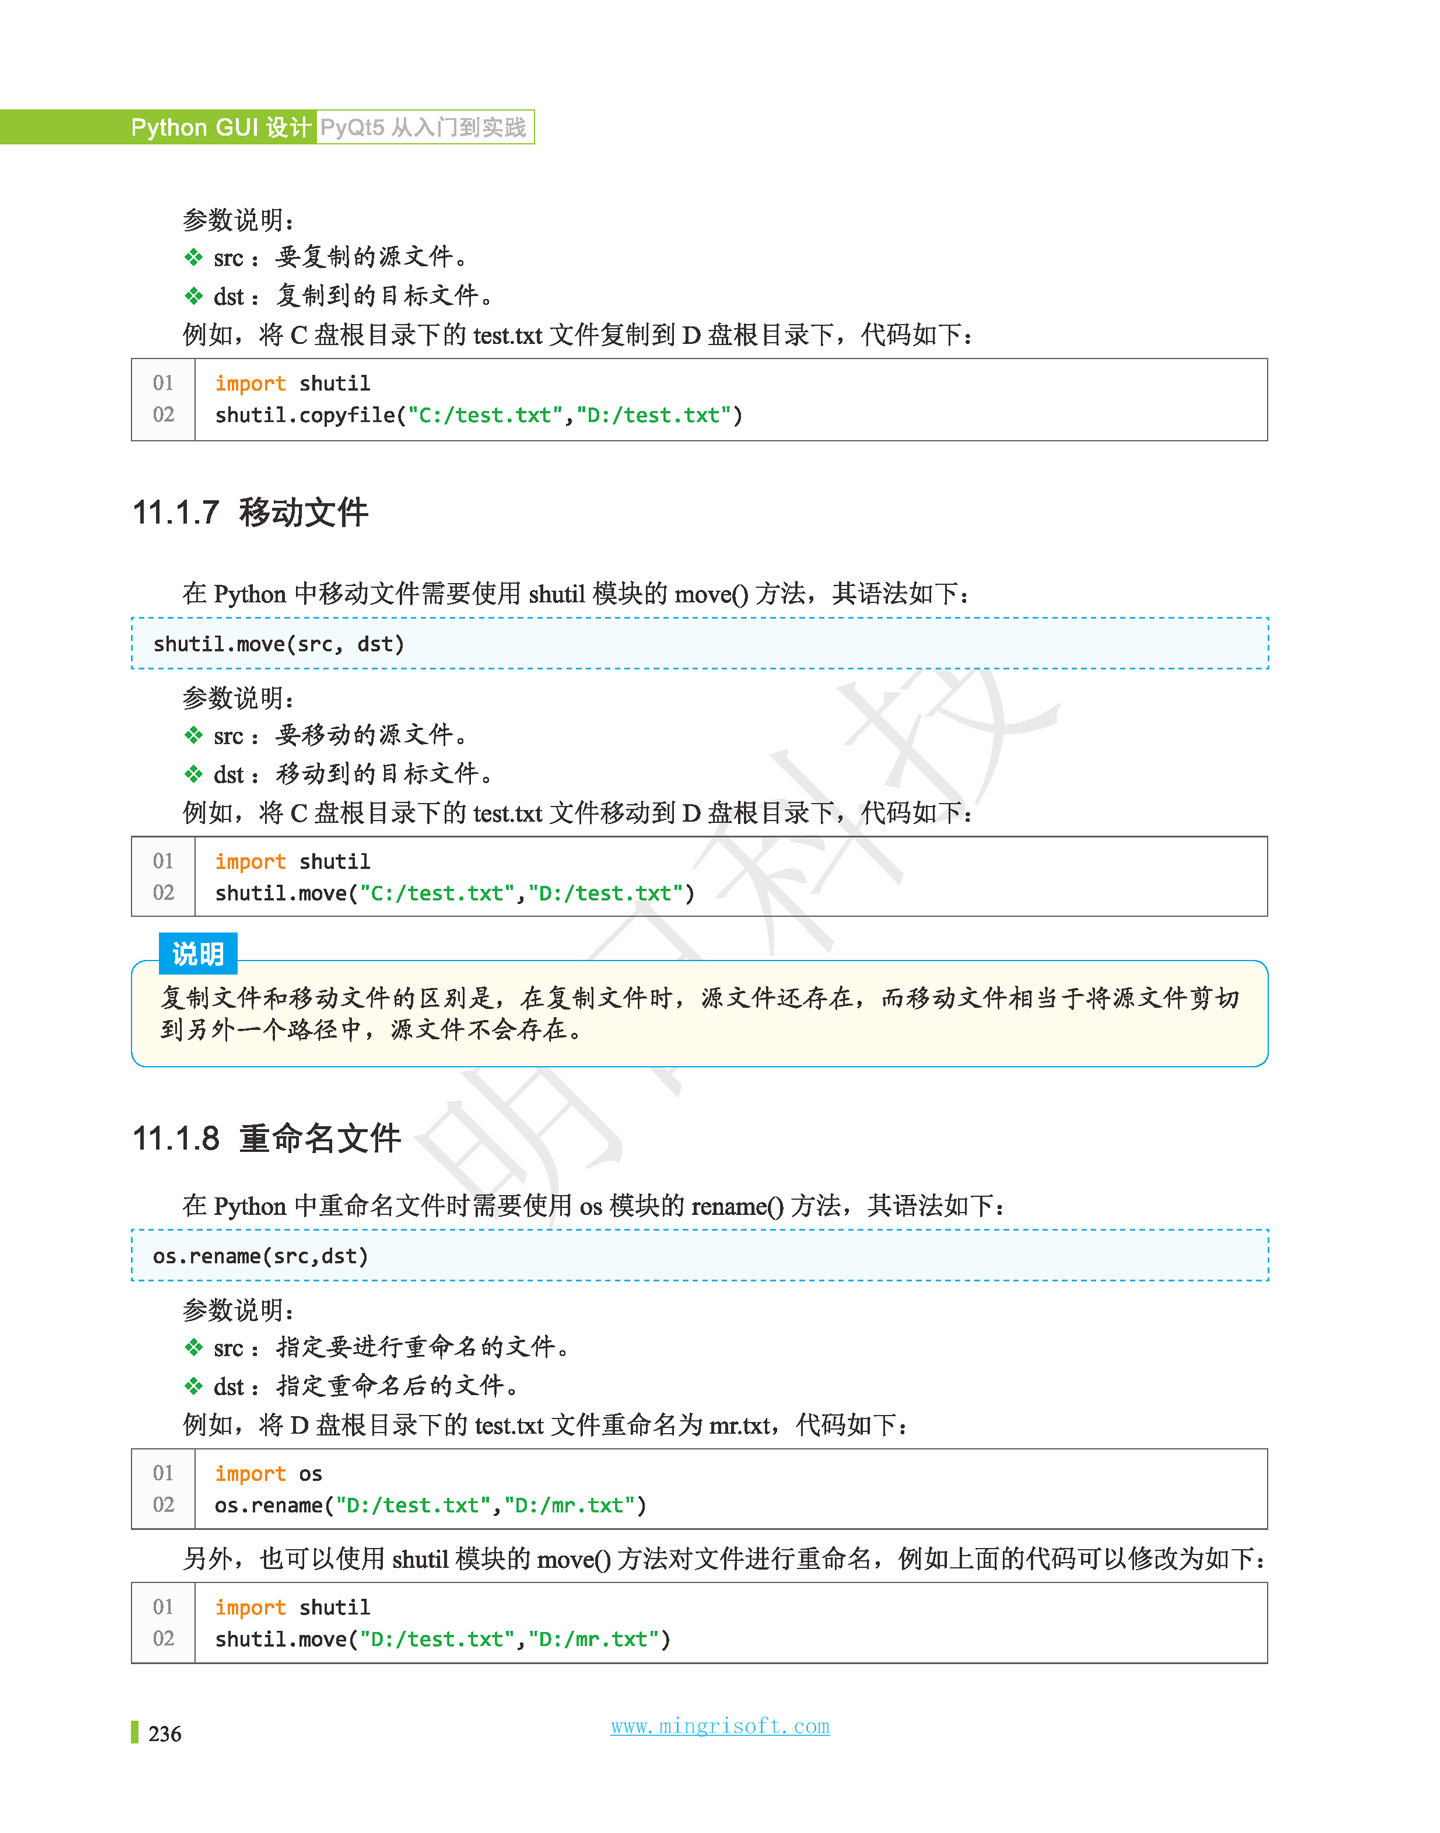 Python GUI 设计 PyQt5 从入门到实践
参数说明：
❖ src：要复制的源文件。
❖ dst：复制到的目标文件。
例如，将 C 盘根目录下的 test.txt 文件复制到 D 盘根目录下，代码如下：
01 import shutil
02 shutil.copyfile("C:/test.txt","D:/test.txt")
11.1.7 移动文件
在 Python 中移动文件需要使用 shutil 模块的 move() 方法，其语法如下：
shutil.move(src, dst)
参数说明：
❖ src：要移动的源文件。
❖ dst：移动到的目标文件。
例如，将 C 盘根目录下的 test.txt 文件移动到 D 盘根目录下，代码如下：
01 import shutil
02 shutil.move("C:/test.txt","D:/test.txt")
说明
复制文件和移动文件的区别是，在复制文件时，源文件还存在，而移动文件相当于将源文件剪切
到另外一个路径中，源文件不会存在。
11.1.8 重命名文件
在 Python 中重命名文件时需要使用 os 模块的 rename() 方法，其语法如下：
os.rename(src,dst)
参数说明：
❖ src：指定要进行重命名的文件。
❖ dst：指定重命名后的文件。
例如，将 D 盘根目录下的 test.txt 文件重命名为 mr.txt，代码如下：
01 import os
02 os.rename("D:/test.txt","D:/mr.txt")
另外，也可以使用 shutil 模块的 move() 方法对文件进行重命名，例如上面的代码可以修改为如下：
01 import shutil
02 shutil.move("D:/test.txt","D:/mr.txt")
236
www.mingrisoft.com
明日科技